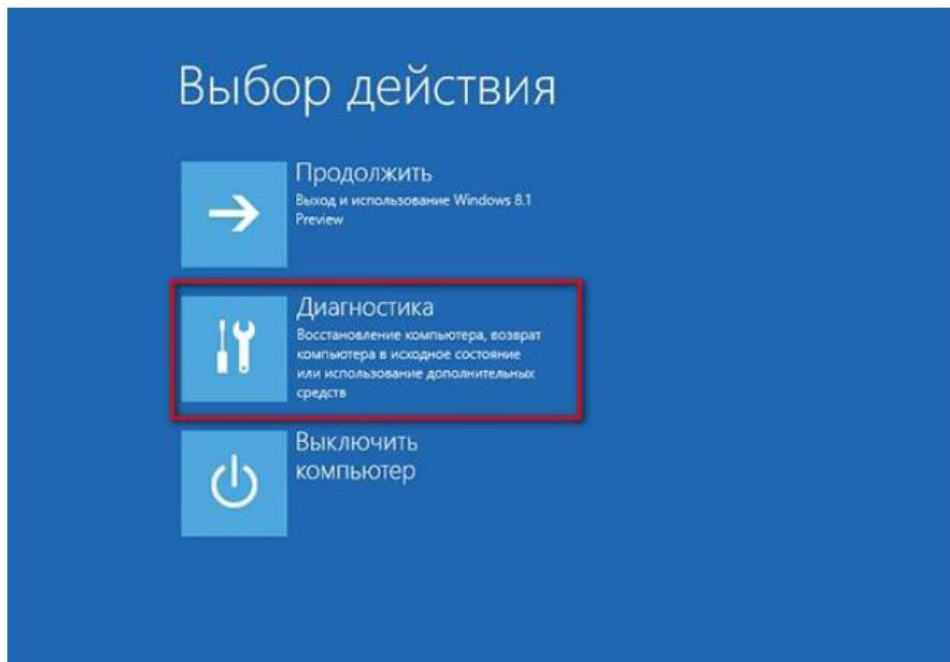 Выбор действия
Продолжить
Выход и использование Windows 8.1
Preview
Диагностика
Восстановление компьютера, возврат
компьютера в исходное состояние
или использование дополнительных
средств
Выключить
компьютер